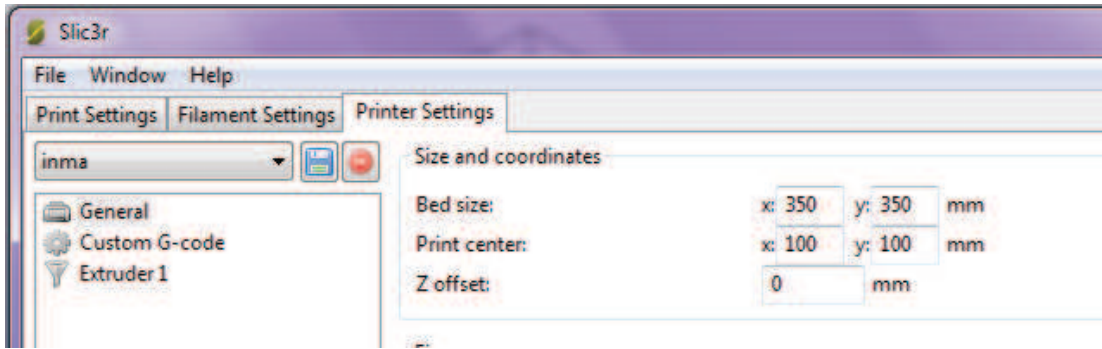 Slic3r
File Window Help
Print Settings Filament Settings Printer Settings
inma
General
Custom G-code
Extruder 1
Size and coordinates
Bed size: x: 350 y: 350 mm
Print center: x: 100 y: 100 mm
Z offset: 0 mm